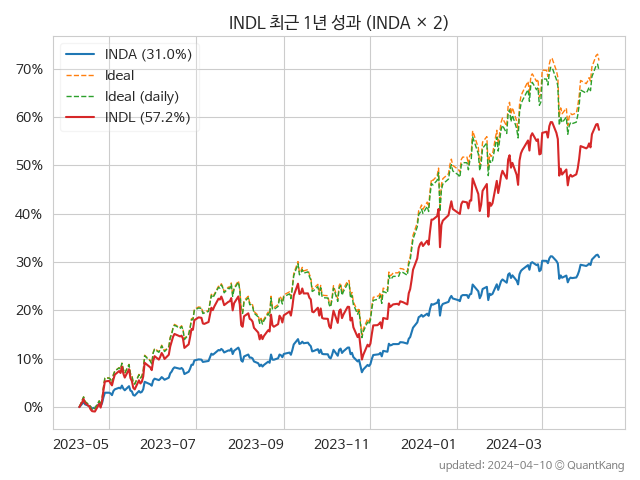 INDL 최근 1년 성과 (INDA × 2)
INDA (31.0%)
Ideal
Ideal (daily)
INDL (57.2%)
70%
60%
50%
40%
30%
20%
10%
0%
2023-05 2023-07 2023-09 2023-11 2024-01 2024-03
updated: 2024-04-10 © QuantKang